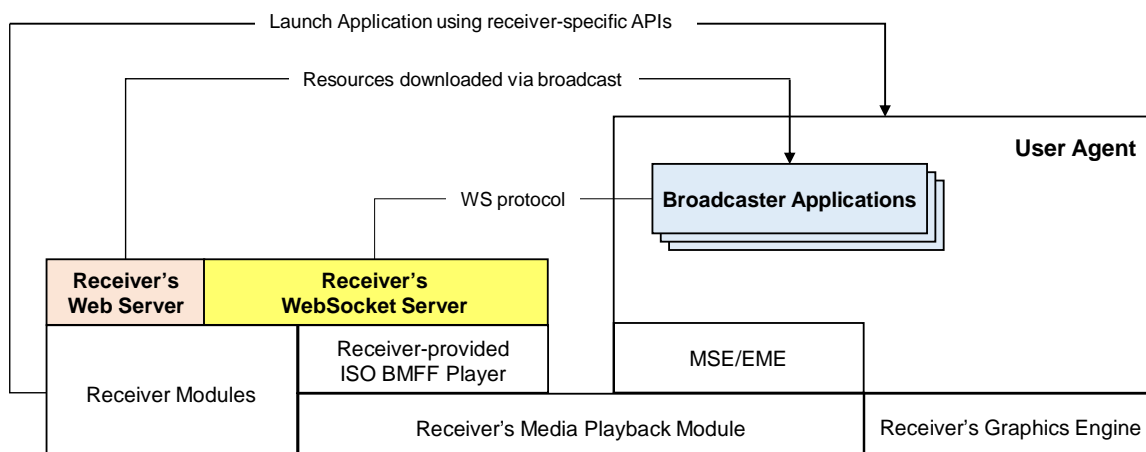 Launch Application using receiver-specific APIs
Resources downloaded via broadcast
User Agent
WS protocol
Broadcaster Applications
Receiver’s
Web Server
Receiver’s
WebSocket Server
Receiver-provided
ISO BMFF Player
MSE/EME
Receiver Modules
Receiver’s Media Playback Module
Receiver’s Graphics Engine